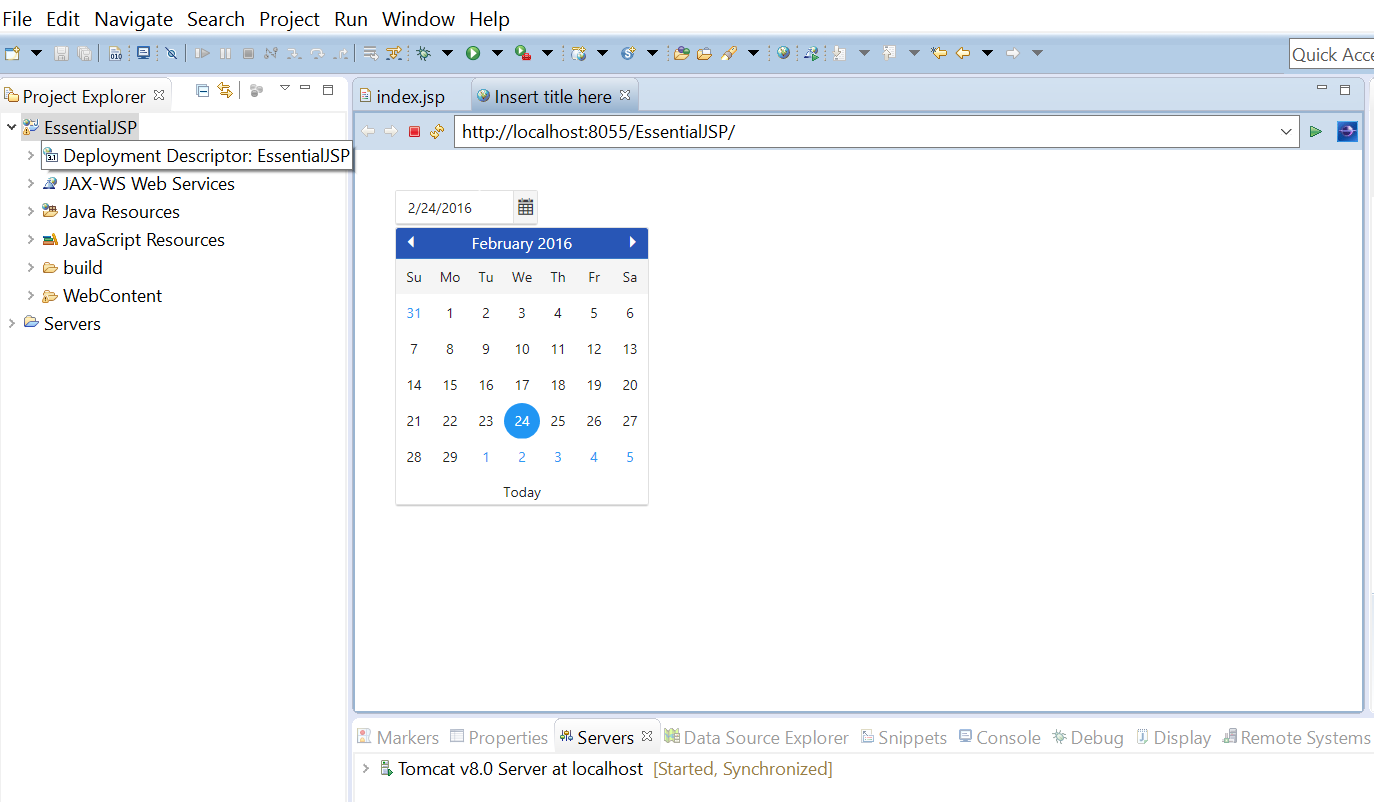 File Edit Navigate Search Project Run Window Help
Quick Acce
Project Explorer
index.jsp
Insert title here
http://localhost:8055/EssentialJSP/
EssentialJSP
Deployment Descriptor: EssentialJSP
JAX-WS Web Services
Java Resources
JavaScript Resources
build
WebContent
Servers
2/24/2016
February 2016
Su Mo Tu We Th Fr Sa
31 1 2 3 4 5 6
7 8 9 10 11 12 13
14 15 16 17 18 19 20
21 22 23 24 25 26 27
28 29 1 2 3 4 5
Today
Markers Properties Servers Data Source Explorer Snippets Console Debug Display Remote Systems
Tomcat v8.0 Server at localhost [Started, Synchronized]